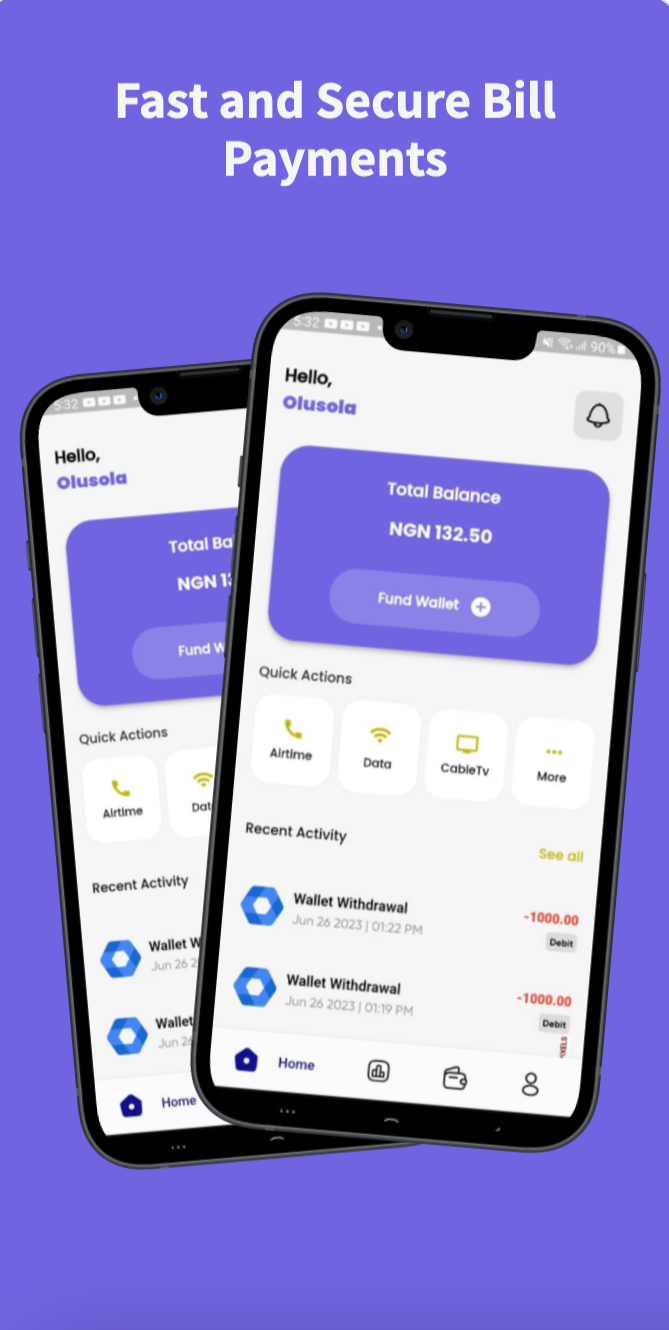 Fast and Secure Bill
Payments
5:32
90%
Hello,
Olusola
Total Balance
NGN 132.50
Fund Wallet
Quick Actions
Airtime
Data
CableTv
More
Recent Activity
See all
Wallet Withdrawal
-1000.00
Jun 26 2023 | 01:22 PM
Debit
Wallet Withdrawal
-1000.00
Jun 26 2023 | 01:19 PM
Debit
Home
5:32
Hello,
Olusola
Total Ba
NGN 13
Fund W
Quick Actions
Airtime
Dat
Recent Activity
Wallet W
Jun 26 2
Wallet
Jun 26
Home